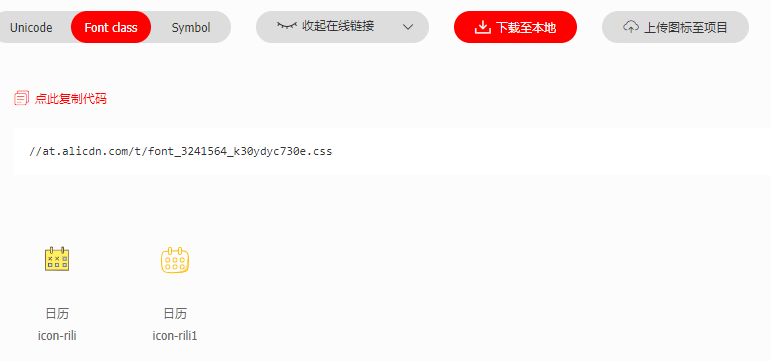 Unicode Font class Symbol 收起在线链接 下载至本地 上传图标至项目
点此复制代码
//at.alicdn.com/t/font_3241564_k30ydyc730e.css
日历 日历
icon-rili icon-rili1